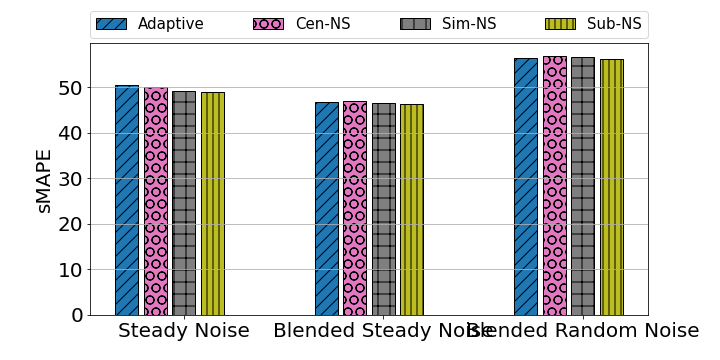 Adaptive Cen-NS Sim-NS Sub-NS
50
40
30
20
10
0
sMAPE
Steady Noise Blended Steady Noise Blended Random Noise